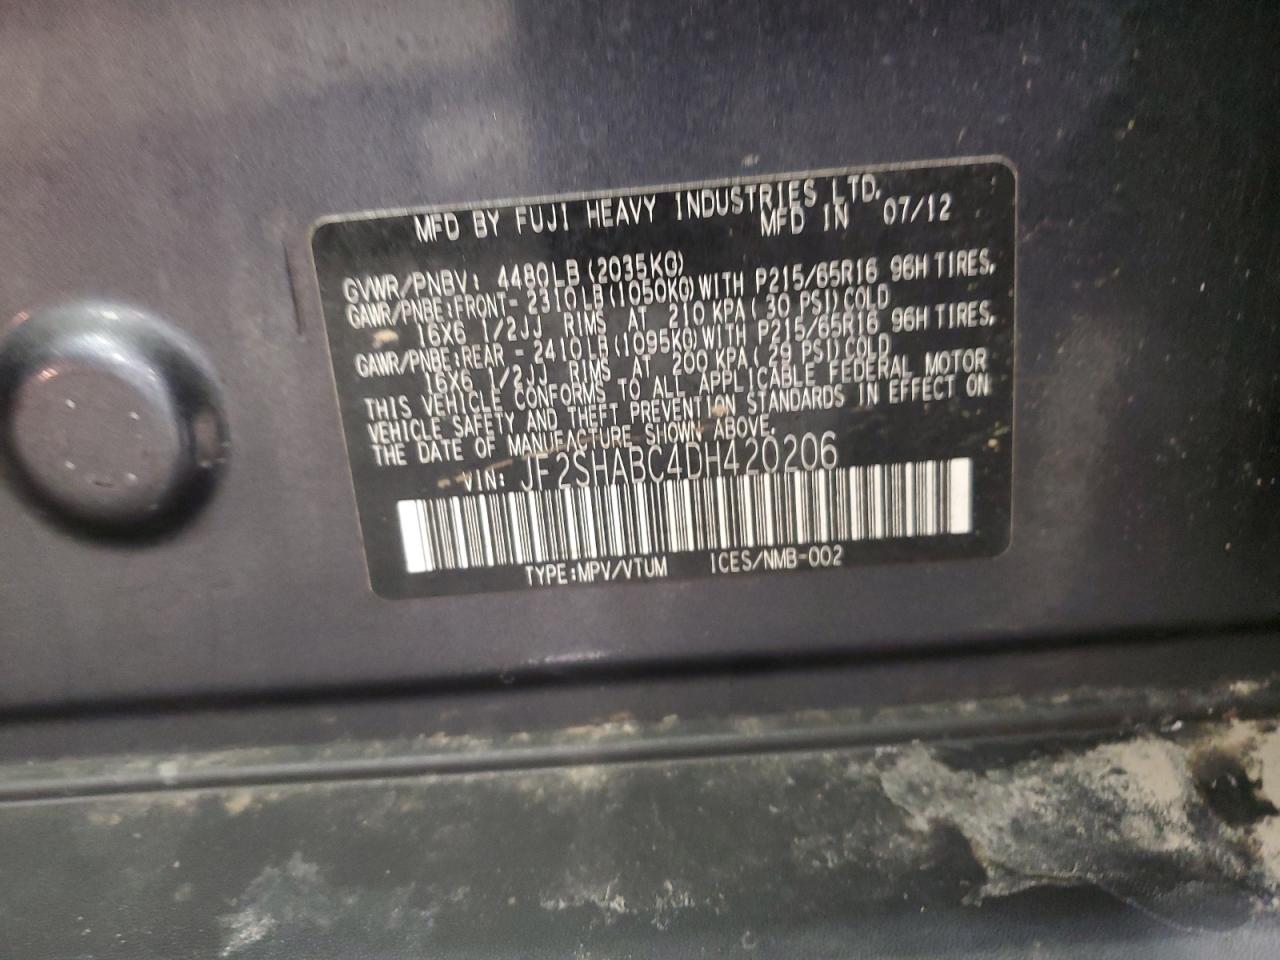 MFD BY FUJI HEAVY INDUSTRIES LTD.
MFD IN 07/12
GVWR/PNBV: 4480LB(2035KG)
GAWR/PNBE:FRONT- 2310LB(1050KG)WITH P215/65R16 96H TIRES,
16X6 1/2JJ RIMS AT 210KPA( 30 PSI)COLD
GAWR/PNBE:REAR - 2410LB(1095KG)WITH P215/65R16 96H TIRES,
16X6 1/2JJ RIMS AT 200KPA( 29 PSI)COLD
THIS VEHICLE CONFORMS TO ALL APPLICABLE FEDERAL MOTOR
VEHICLE SAFETY AND THEFT PREVENTION STANDARDS IN EFFECT ON
THE DATE OF MANUFACTURE SHOWN ABOVE.
VIN: JF2SHABC4DH420206
TYPE:MPV/VTUM ICES/NMB-002